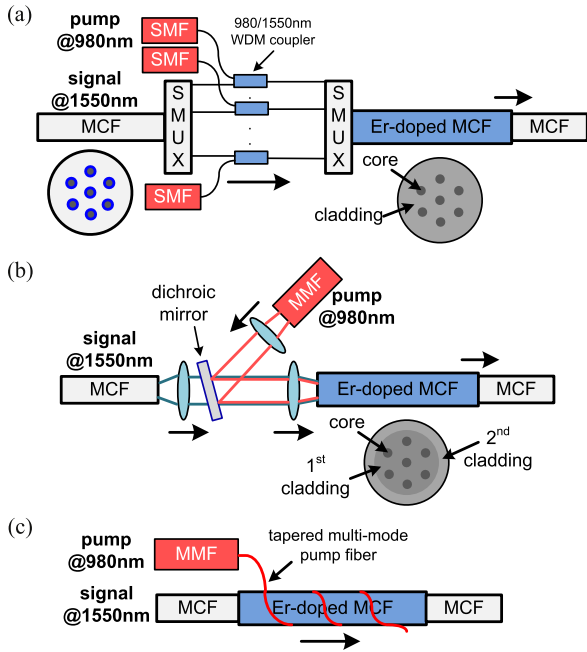 (a)
pump
@980nm
SMF
SMF
980/1550nm
WDM coupler
signal
@1550nm
MCF
SMUX
SMUX
Er-doped MCF
MCF
SMF
core
cladding
(b)
dichroic
mirror
MMF
pump
@980nm
signal
@1550nm
MCF
Er-doped MCF
MCF
core
1st
cladding
2nd
cladding
(c)
pump
@980nm
MMF
tapered multi-mode
pump fiber
signal
@1550nm
MCF
Er-doped MCF
MCF